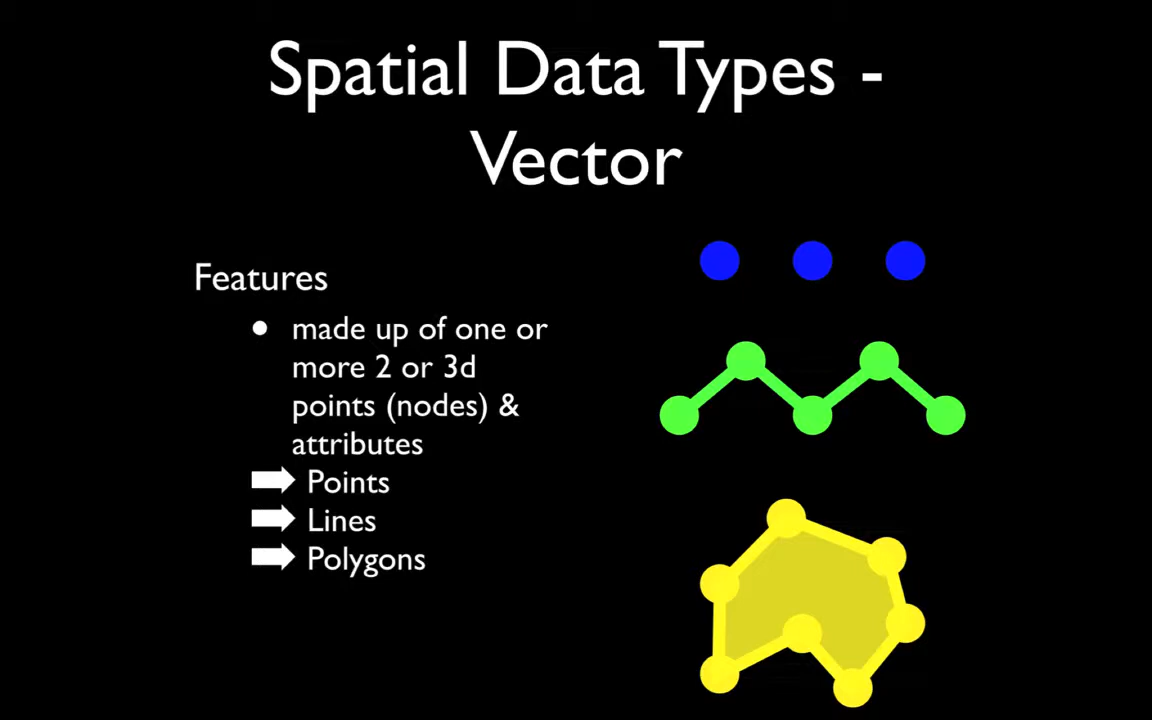 Spatial Data Types -
Vector
Features
● made up of one or
more 2 or 3d
points (nodes) &
attributes
Points
Lines
Polygons